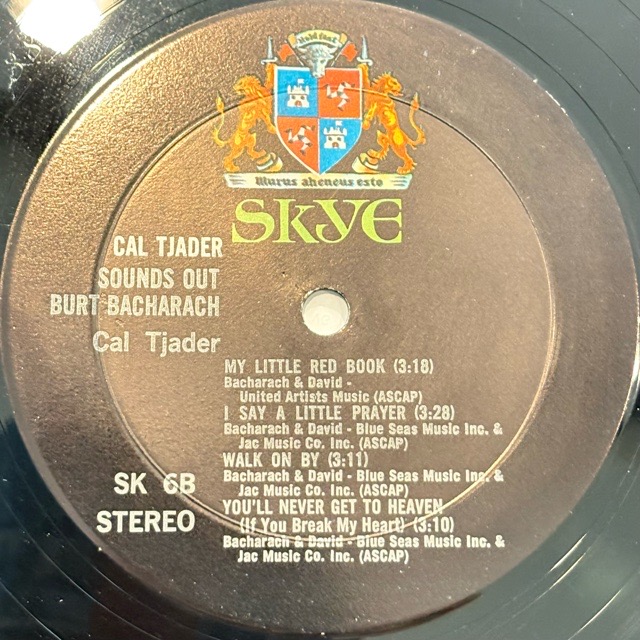 Hold fast
Murus aheneus esto
SKYE
CAL TJADER
SOUNDS OUT
BURT BACHARACH
Cal Tjader
MY LITTLE RED BOOK (3:18)
Bacharach & David -
United Artists Music (ASCAP)
I SAY A LITTLE PRAYER (3:28)
Bacharach & David - Blue Seas Music Inc. &
Jac Music Co. Inc. (ASCAP)
WALK ON BY (3:11)
Bacharach & David - Blue Seas Music Inc. &
Jac Music Co. Inc. (ASCAP)
YOU'LL NEVER GET TO HEAVEN
(If You Break My Heart) (3:10)
Bacharach & David - Blue Seas Music Inc. &
Jac Music Co. Inc. (ASCAP)
SK 6B
STEREO